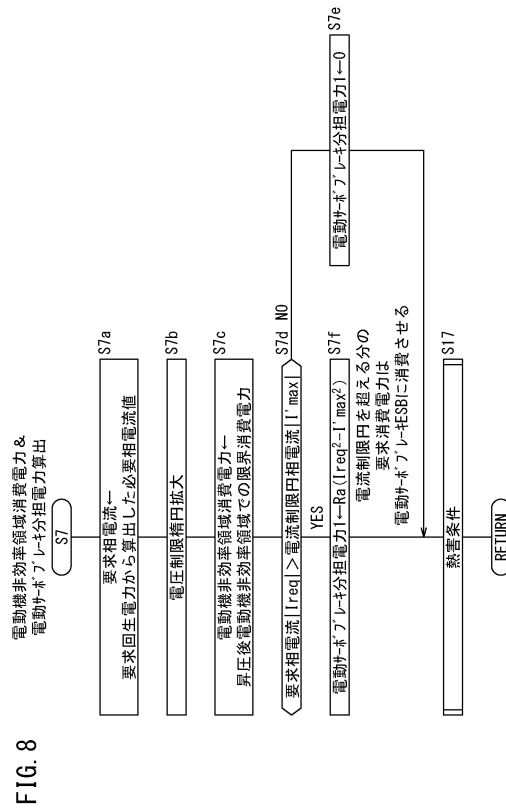 FIG. 8
電動機非効率領域消費電力&
電動サーボブレーキ分担電力算出
S7
S7a
要求相電流←
要求回生電力から算出した必要相電流値
S7b
電圧制限楕円拡大
S7c
電動機非効率領域消費電力←
昇圧後電動機非効率領域での限界消費電力
S7d
要求相電流|Ireq|>電流制限円相電流|I'max|
NO
YES
S7e
電動サーボブレーキ分担電力1←0
S7f
電動サーボブレーキ分担電力1←Ra(Ireq²-I'max²)
電流制限円を超える分の
要求消費電力は
電動サーボブレーキESBに消費させる
S17
熱害条件
RETURN